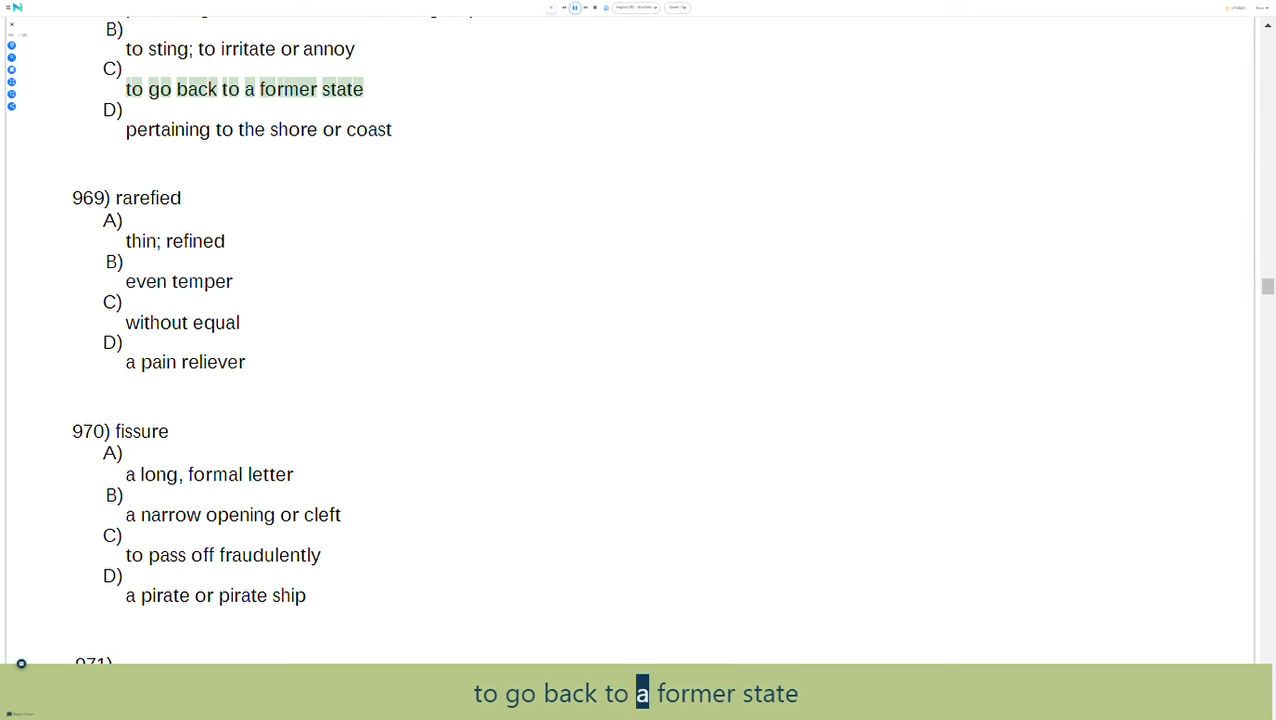 B)
to sting; to irritate or annoy
C)
to go back to a former state
D)
pertaining to the shore or coast
969) rarefied
A)
thin; refined
B)
even temper
C)
without equal
D)
a pain reliever
970) fissure
A)
a long, formal letter
B)
a narrow opening or cleft
C)
to pass off fraudulently
D)
a pirate or pirate ship
971)
to go back to a former state